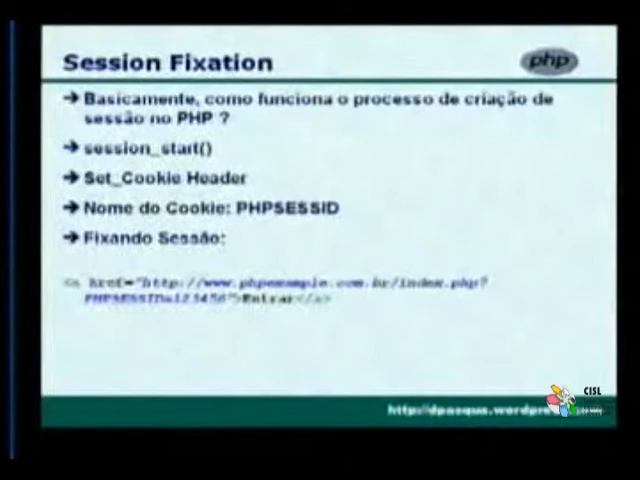 Session Fixation
php
➔ Basicamente, como funciona o processo de criação de
sessão no PHP ?
➔ session_start()
➔ Set_Cookie Header
➔ Nome do Cookie: PHPSESSID
➔ Fixando Sessão:
<a href="http://www.phpexample.com.br/index.php?
PHPSESSID=123456">Entrar</a>
CISL
http://dpasqua.wordpre